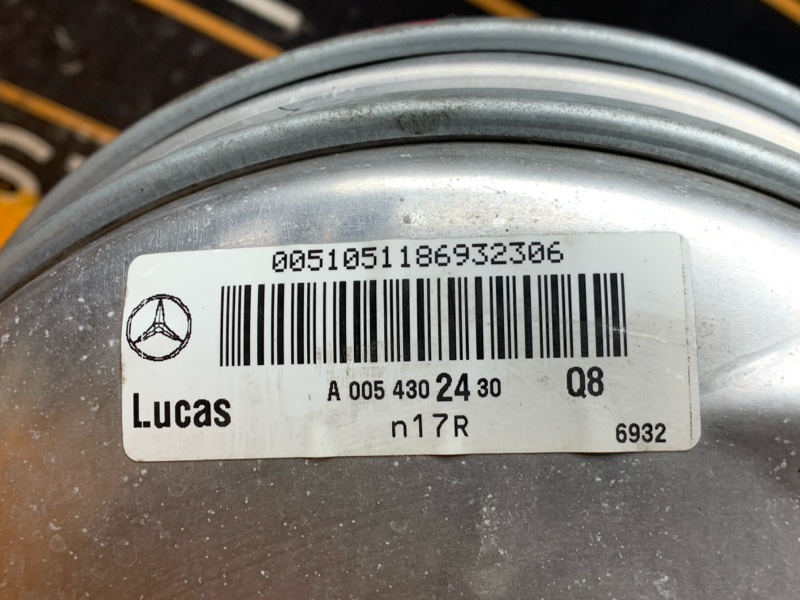 0051051186932306
A 005 430 24 30 Q8
Lucas
n17R
6932